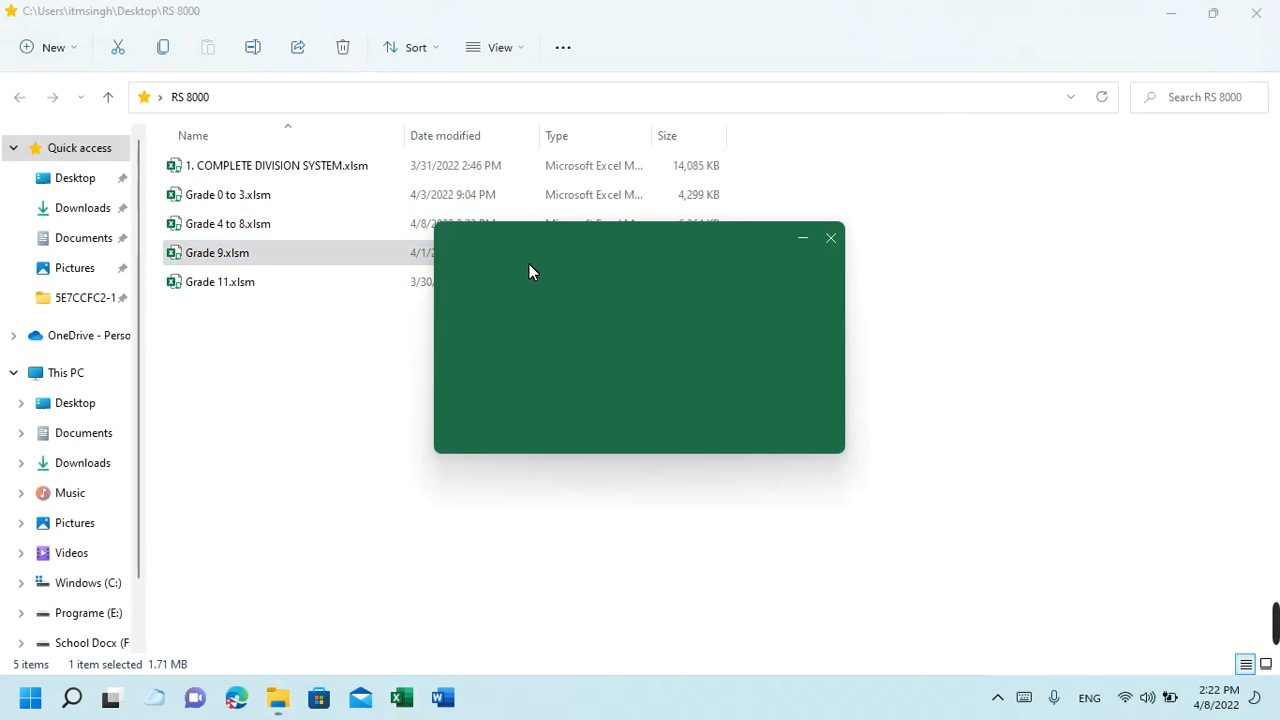 C:\Users\itmsingh\Desktop\RS 8000
New
Sort
View
RS 8000
Search RS 8000
Name
Date modified
Type
Size
Quick access
Desktop
Downloads
Documents
Pictures
5E7CCFC2-1
OneDrive - Perso
This PC
Desktop
Documents
Downloads
Music
Pictures
Videos
Windows (C:)
Programe (E:)
School Docx (F
1. COMPLETE DIVISION SYSTEM.xlsm 3/31/2022 2:46 PM Microsoft Excel M... 14,085 KB
Grade 0 to 3.xlsm 4/3/2022 9:04 PM Microsoft Excel M... 4,299 KB
Grade 4 to 8.xlsm
Grade 9.xlsm 4/1/2
Grade 11.xlsm 3/30/
5 items 1 item selected 1.71 MB
ENG
2:22 PM
4/8/2022